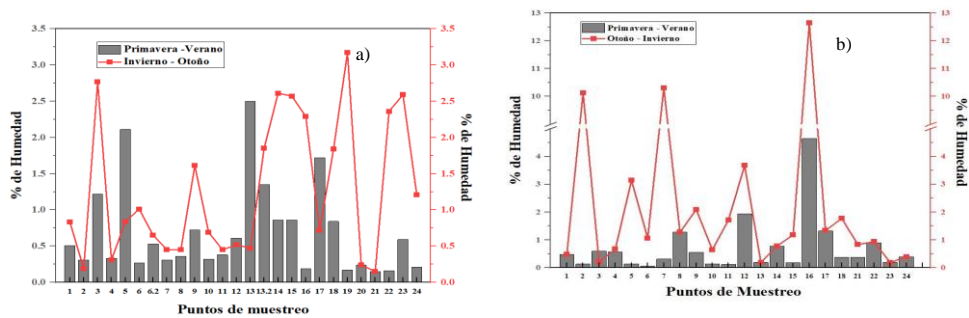 a)
Primavera -Verano
Invierno - Otoño
% de Humedad
3.5
3.0
2.5
2.0
1.5
1.0
0.5
0.0
3.5
3.0
2.5
2.0
1.5
1.0
0.5
0.0
% de Humedad
1 2 3 4 5 6 6.2 7 8 9 10 11 12 13 13.2 14 15 16 17 18 19 20 21 22 23 24
Puntos de muestreo
b)
Primavera - Verano
Otoño - Invierno
% de Humedad
13
12
11
10
4
3
2
1
0
13
12
11
10
4
3
2
1
0
% de Humedad
1 2 3 4 5 6 7 8 9 10 11 12 13 14 15 16 17 18 21 22 23 24
Puntos de Muestreo